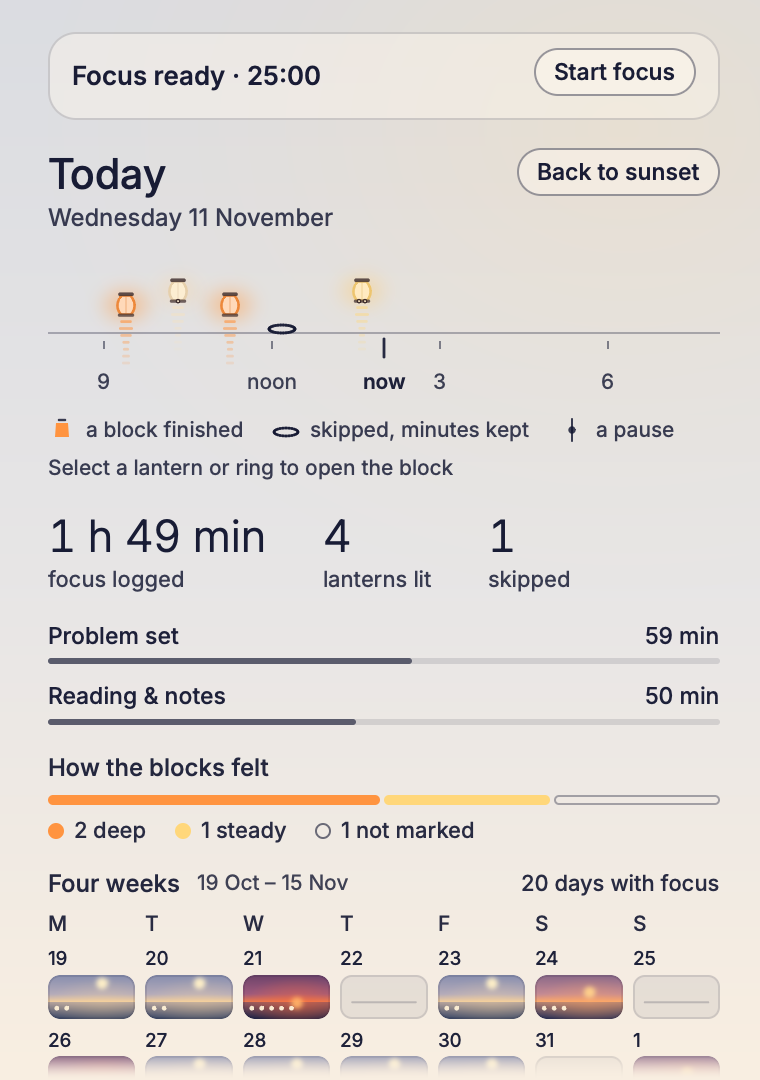 Focus ready · 25:00
Start focus
Today
Back to sunset
Wednesday 11 November
9 noon now 3 6
a block finished skipped, minutes kept a pause
Select a lantern or ring to open the block
1 h 49 min 4 1
focus logged lanterns lit skipped
Problem set 59 min
Reading & notes 50 min
How the blocks felt
2 deep 1 steady 1 not marked
Four weeks 19 Oct – 15 Nov 20 days with focus
M T W T F S S
19 20 21 22 23 24 25
26 27 28 29 30 31 1